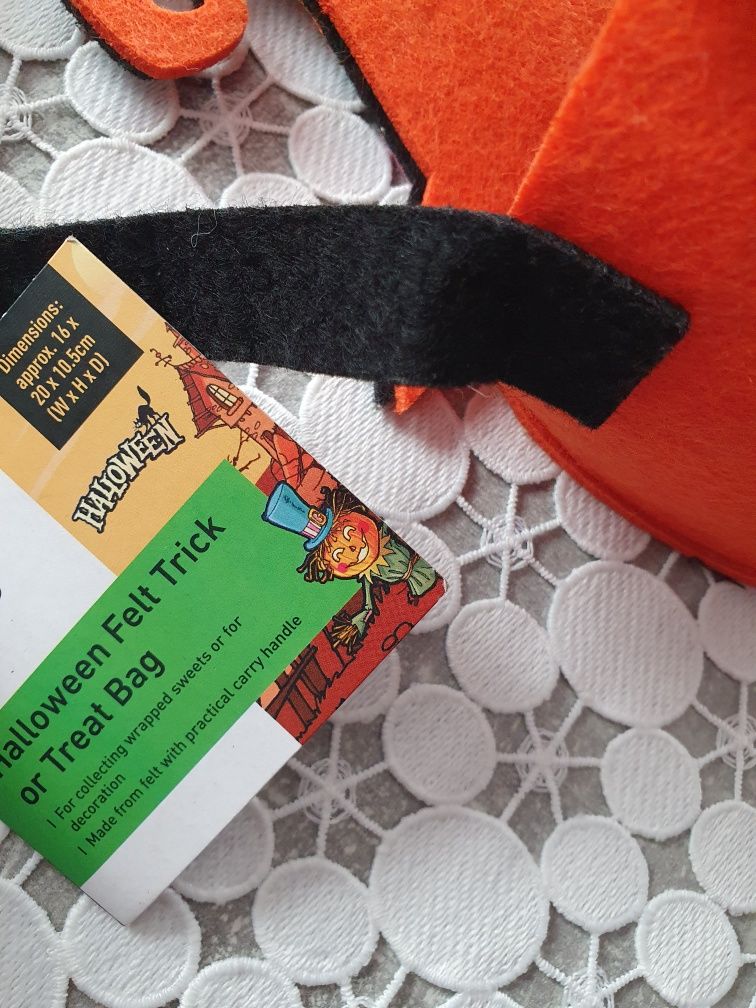 Dimensions:
approx. 16 x
20 x 10.5cm
(W x H x D)
HALLOWEEN
Halloween Felt Trick
or Treat Bag
I For collecting wrapped sweets or for
decoration
I Made from felt with practical carry handle